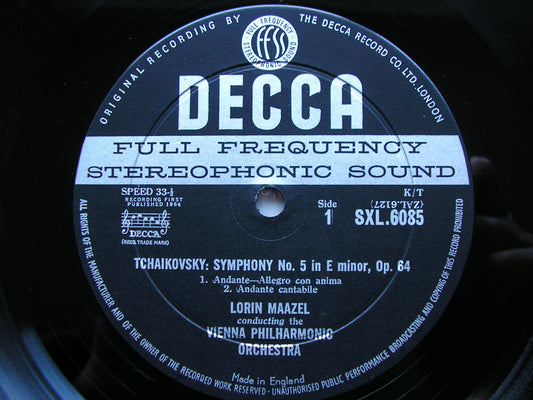 ORIGINAL RECORDING BY THE DECCA RECORD CO. LTD. LONDON
FULL FREQUENCY
ffss
STEREOPHONIC SOUND
DECCA
FULL FREQUENCY
STEREOPHONIC SOUND
SPEED 33⅓
RECORDING FIRST
PUBLISHED 1964
DECCA
(REGD. TRADE MARK)
K/T
(ZAL.6127)
Side 1
SXL.6085
TCHAIKOVSKY: SYMPHONY No. 5 in E minor, Op. 64
1. Andante—Allegro con anima
2. Andante cantabile
LORIN MAAZEL
conducting the
VIENNA PHILHARMONIC
ORCHESTRA
Made in England
ALL RIGHTS OF THE MANUFACTURER AND OF THE OWNER OF THE RECORDED WORK RESERVED—UNAUTHORISED PUBLIC PERFORMANCE BROADCASTING AND COPYING OF THIS RECORD PROHIBITED